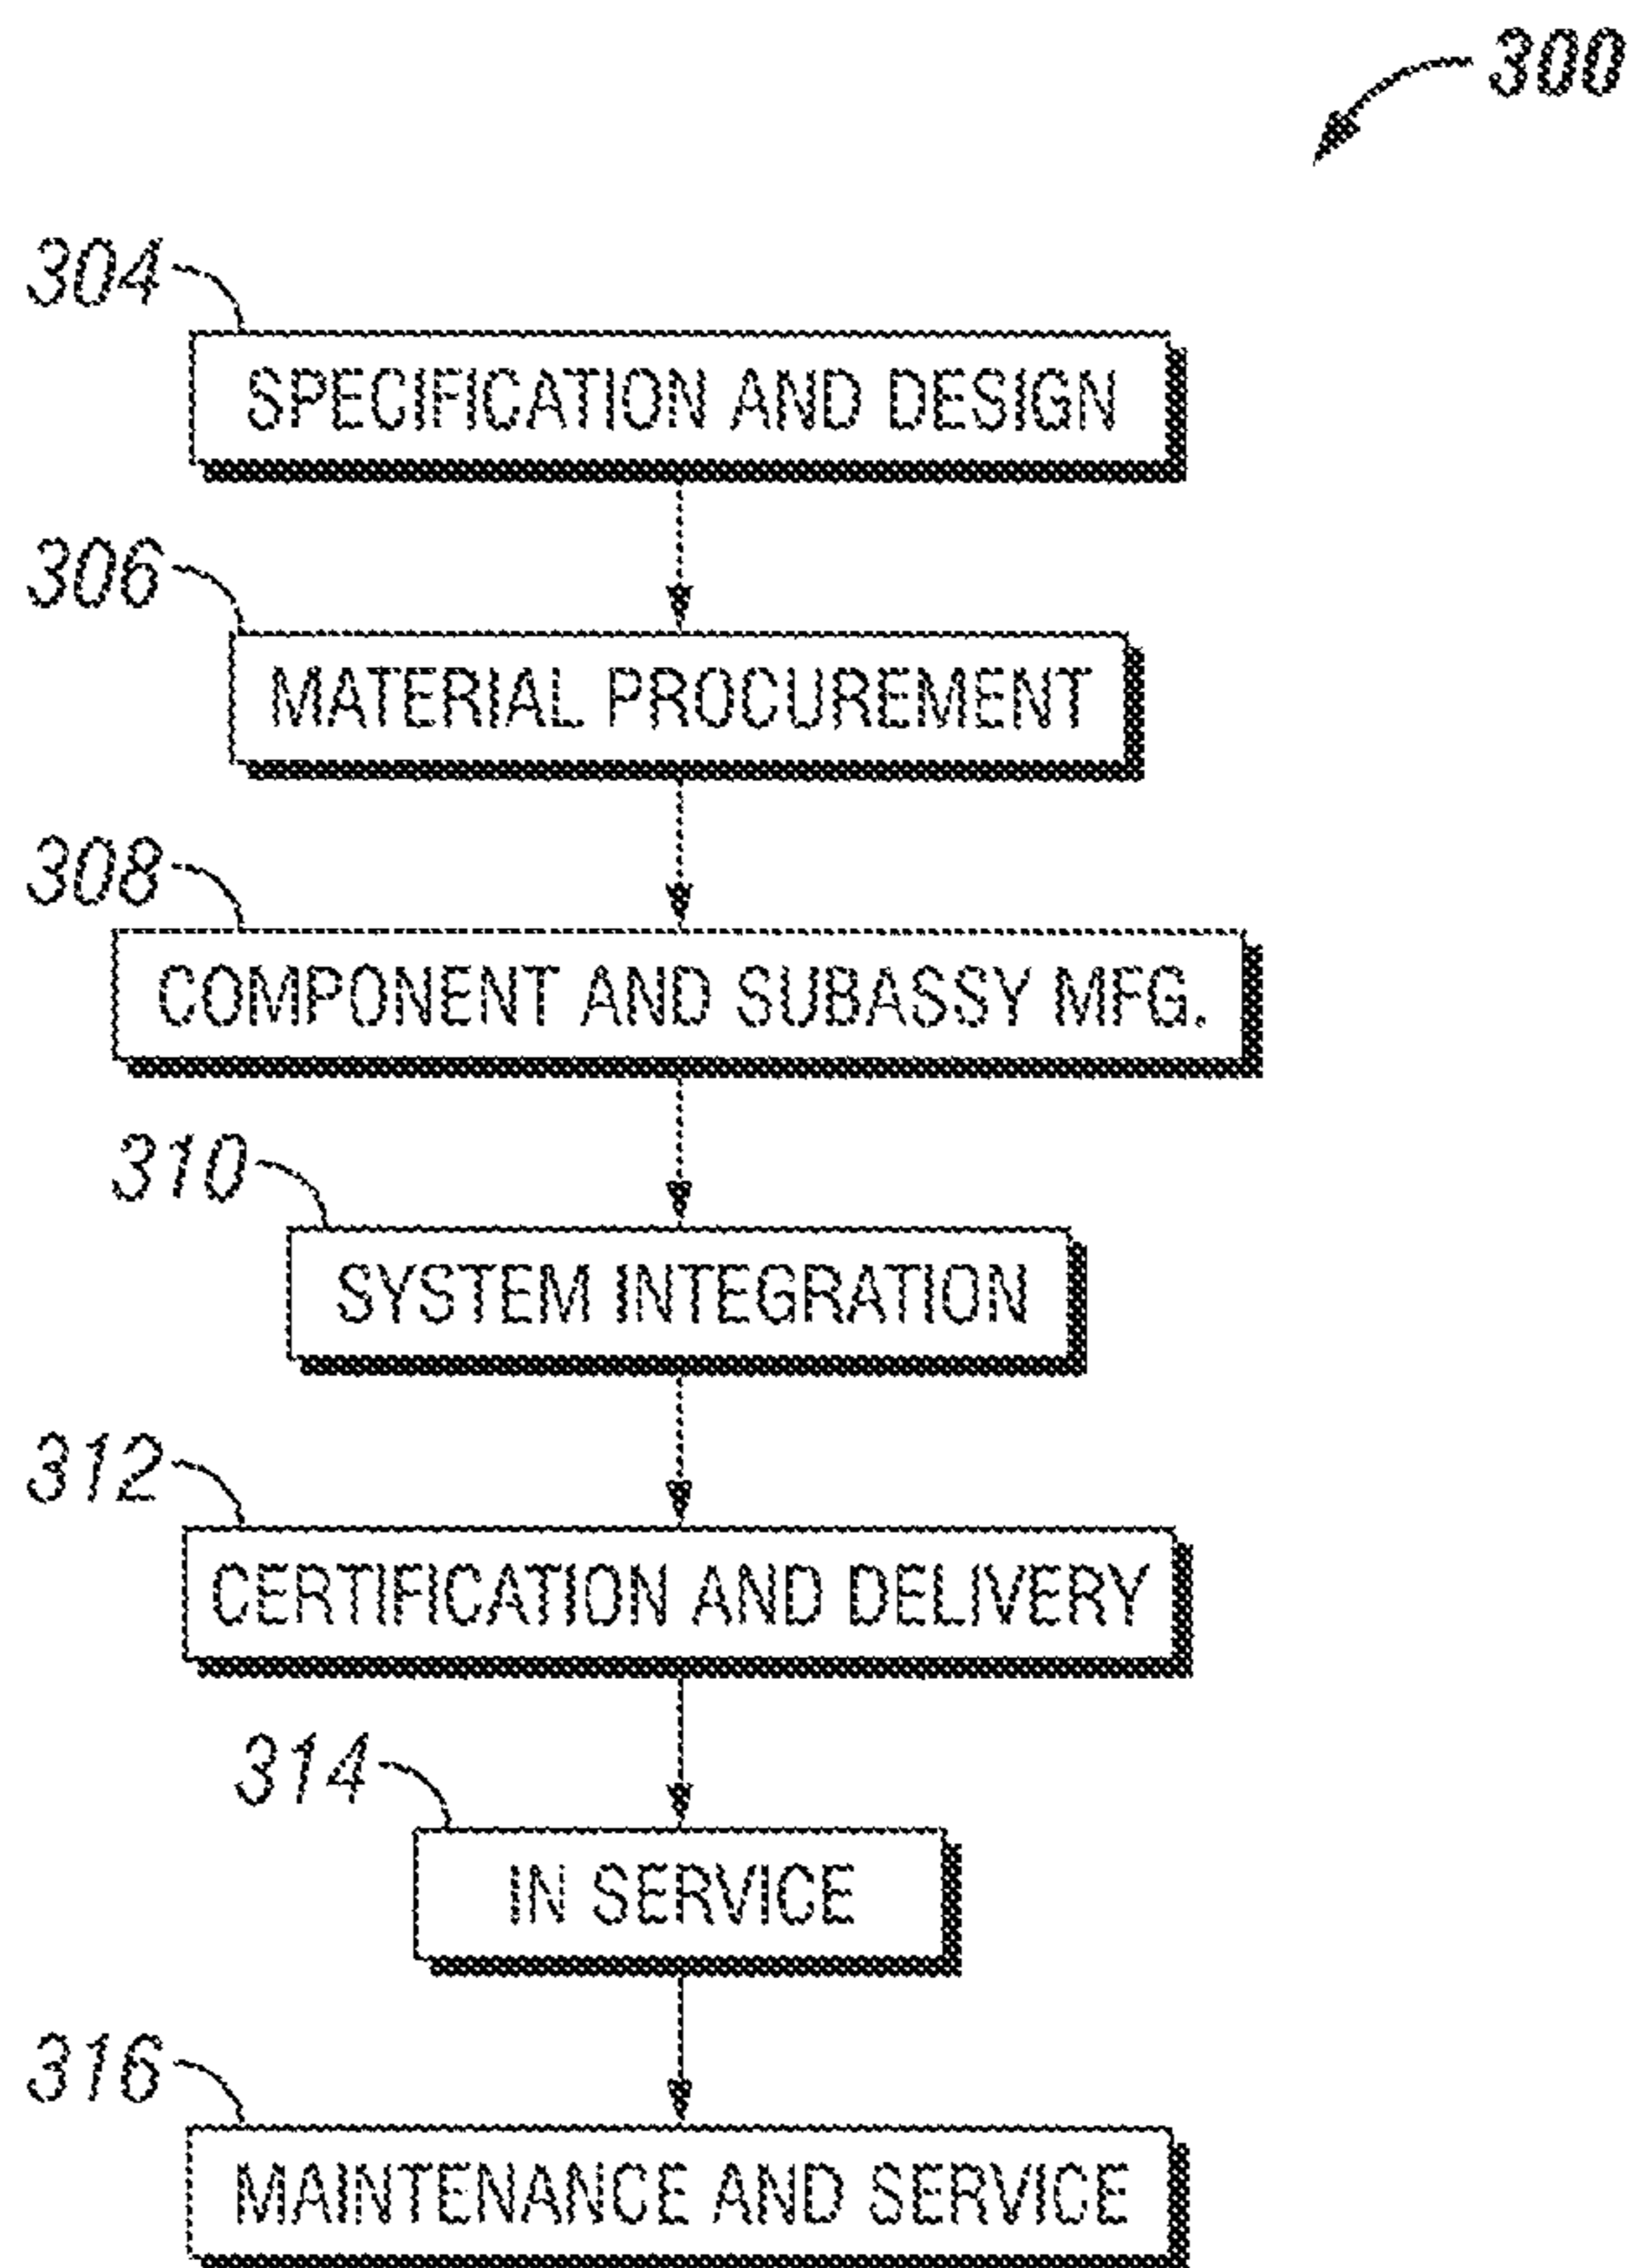 300
304
SPECIFICATION AND DESIGN
306
MATERIAL PROCUREMENT
308
COMPONENT AND SUBASSY MFG.
310
SYSTEM INTEGRATION
312
CERTIFICATION AND DELIVERY
314
IN SERVICE
316
MAINTENANCE AND SERVICE